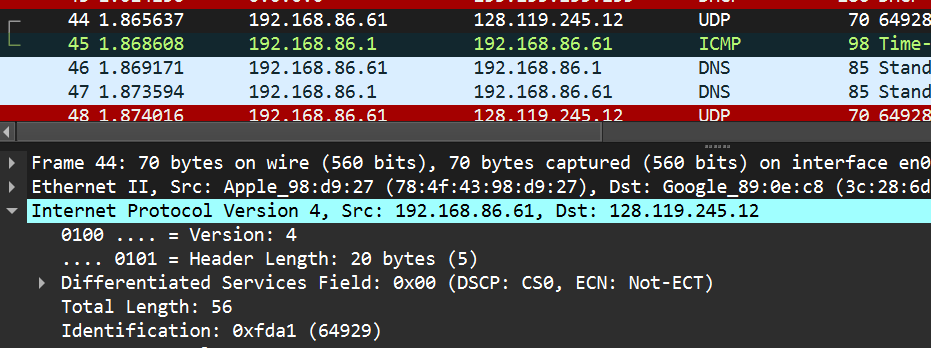 44 1.865637 192.168.86.61 128.119.245.12 UDP 70 64928
45 1.868608 192.168.86.1 192.168.86.61 ICMP 98 Time-
46 1.869171 192.168.86.61 192.168.86.1 DNS 85 Stand
47 1.873594 192.168.86.1 192.168.86.61 DNS 85 Stand
48 1.874016 192.168.86.61 128.119.245.12 UDP 70 64928
Frame 44: 70 bytes on wire (560 bits), 70 bytes captured (560 bits) on interface en0
Ethernet II, Src: Apple_98:d9:27 (78:4f:43:98:d9:27), Dst: Google_89:0e:c8 (3c:28:6d
Internet Protocol Version 4, Src: 192.168.86.61, Dst: 128.119.245.12
0100 .... = Version: 4
.... 0101 = Header Length: 20 bytes (5)
Differentiated Services Field: 0x00 (DSCP: CS0, ECN: Not-ECT)
Total Length: 56
Identification: 0xfda1 (64929)